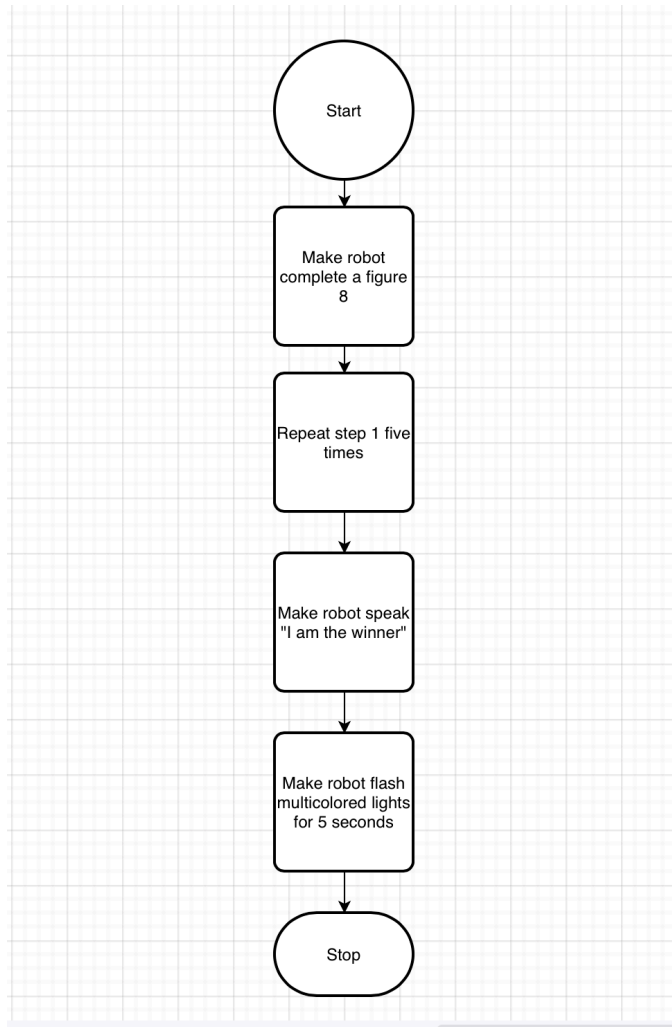 Start
Make robot
complete a figure
8
Repeat step 1 five
times
Make robot speak
"I am the winner"
Make robot flash
multicolored lights
for 5 seconds
Stop